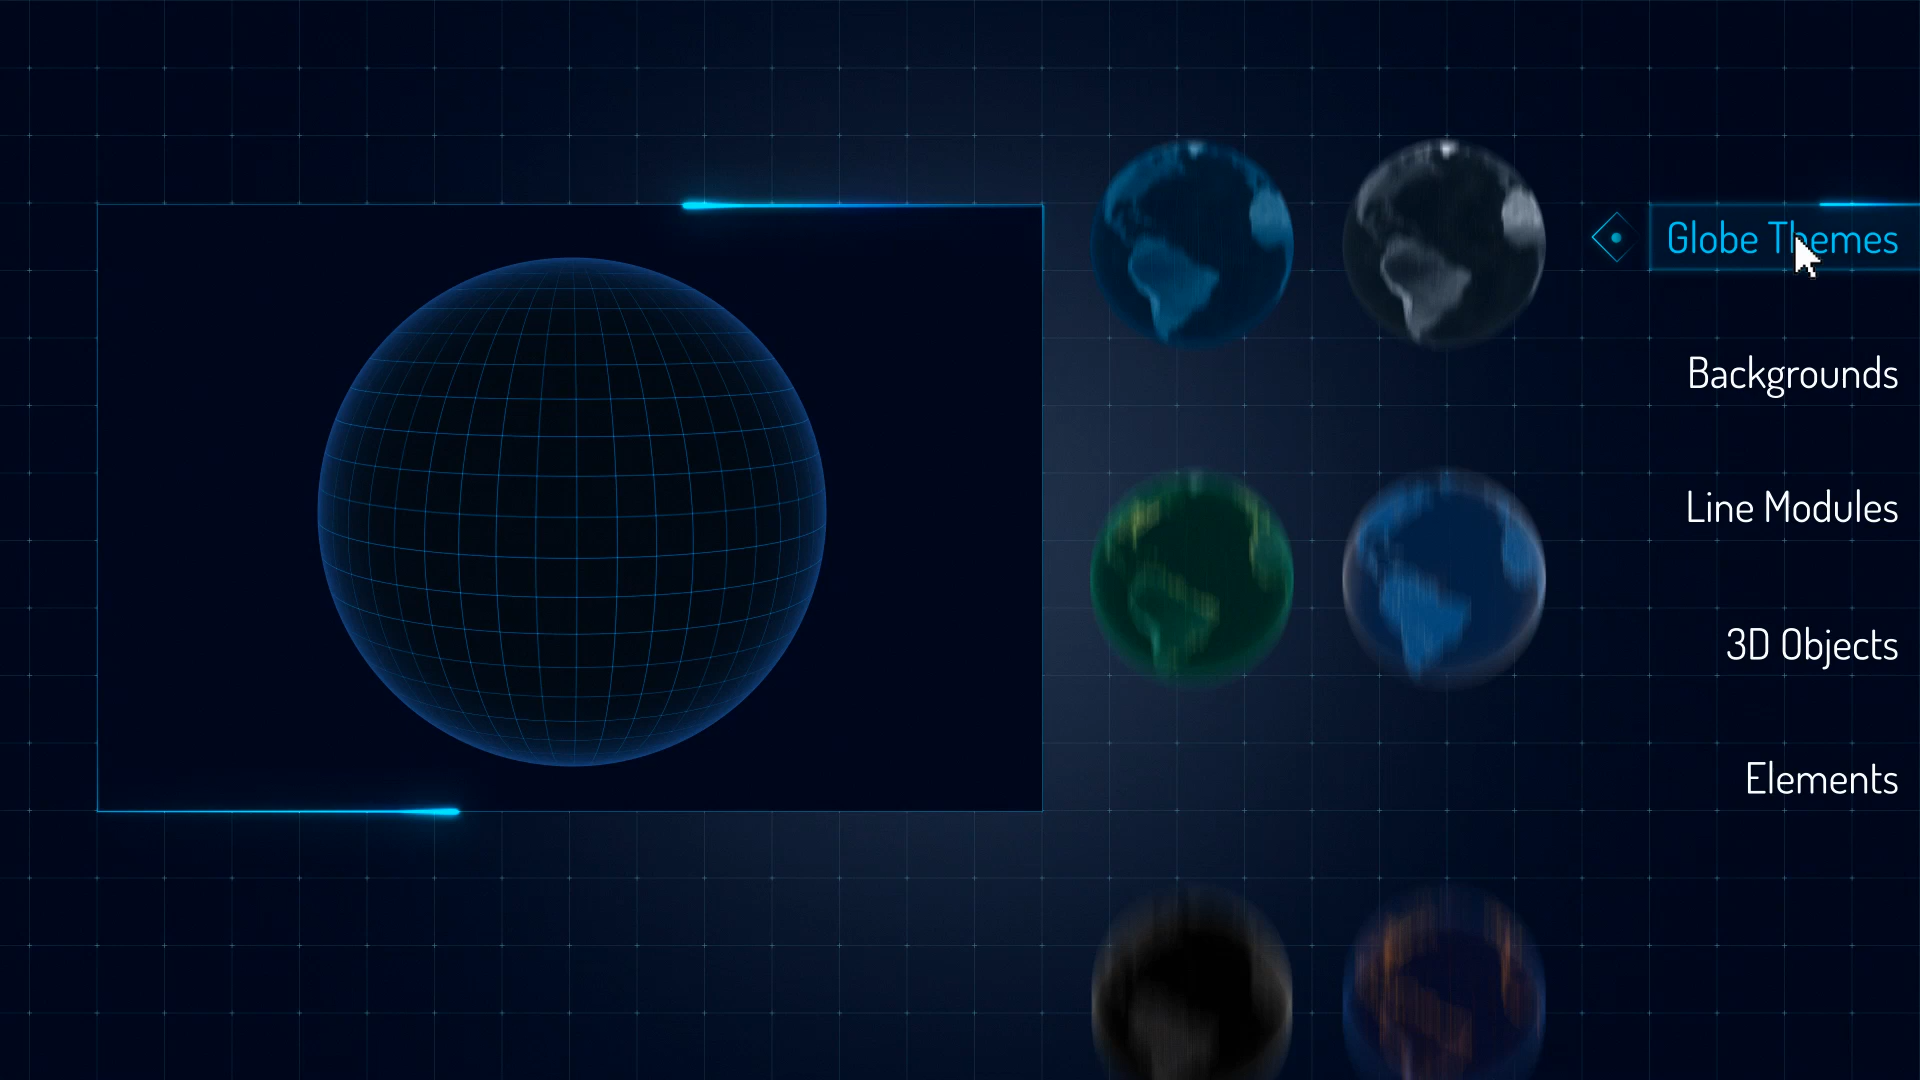 Globe Themes
Backgrounds
Line Modules
3D Objects
Elements